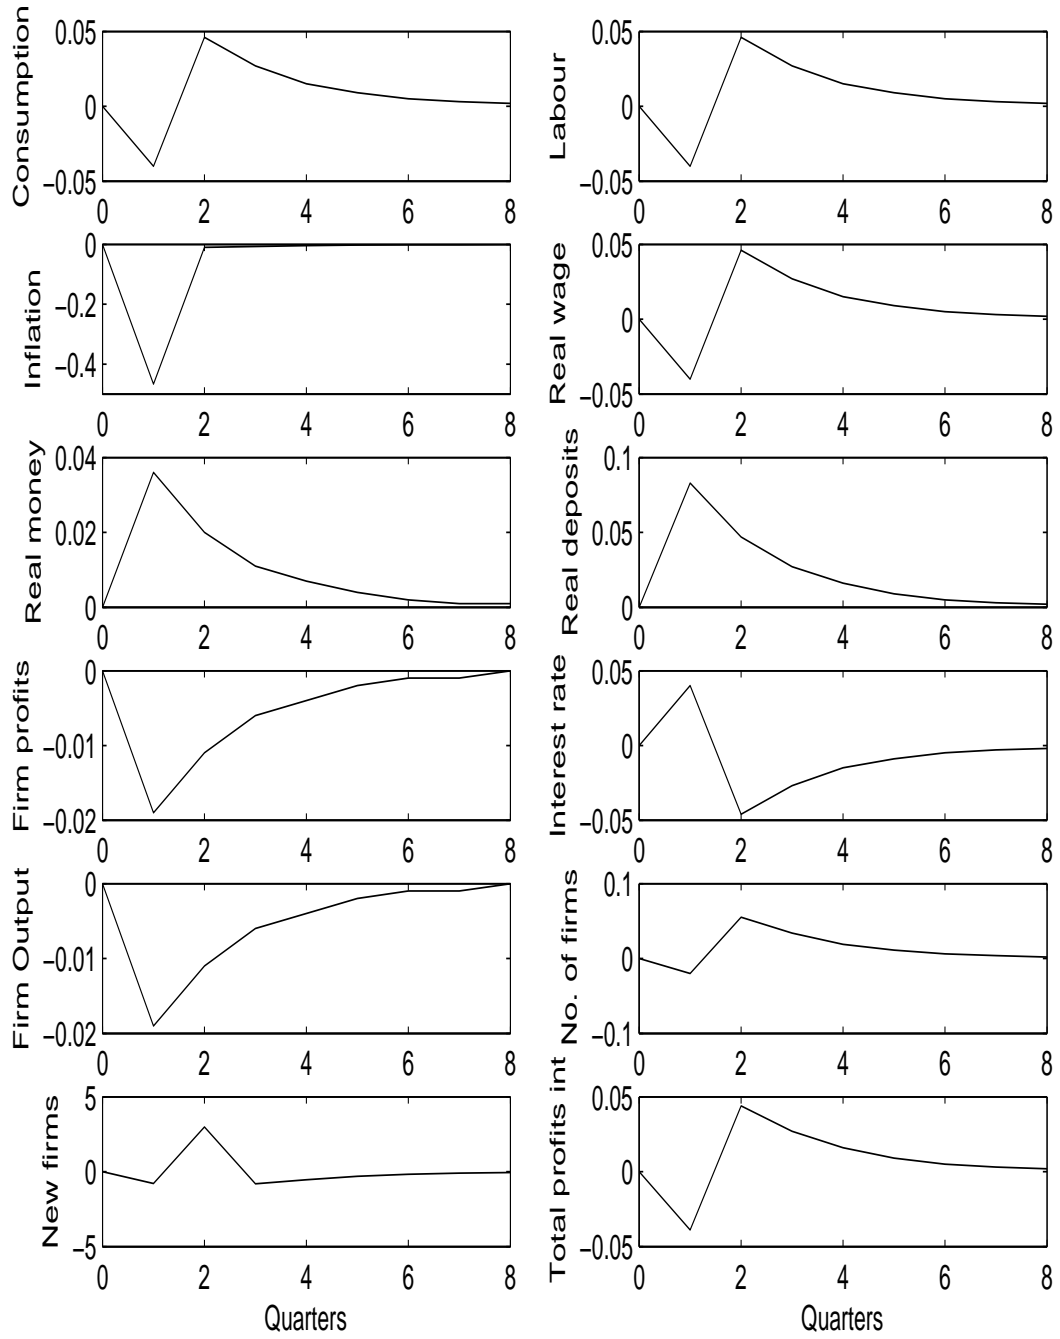 Consumption
0.05
0
−0.05
0 2 4 6 8
Labour
0.05
0
−0.05
0 2 4 6 8
Inflation
0
−0.2
−0.4
0 2 4 6 8
Real wage
0.05
0
−0.05
0 2 4 6 8
Real money
0.04
0.02
0
0 2 4 6 8
Real deposits
0.1
0.05
0
0 2 4 6 8
Firm profits
0
−0.01
−0.02
0 2 4 6 8
Interest rate
0.05
0
−0.05
0 2 4 6 8
Firm Output
0
−0.01
−0.02
0 2 4 6 8
No. of firms
0.1
0
−0.1
0 2 4 6 8
New firms
5
0
−5
0 2 4 6 8
Quarters
Total profits int
0.05
0
−0.05
0 2 4 6 8
Quarters